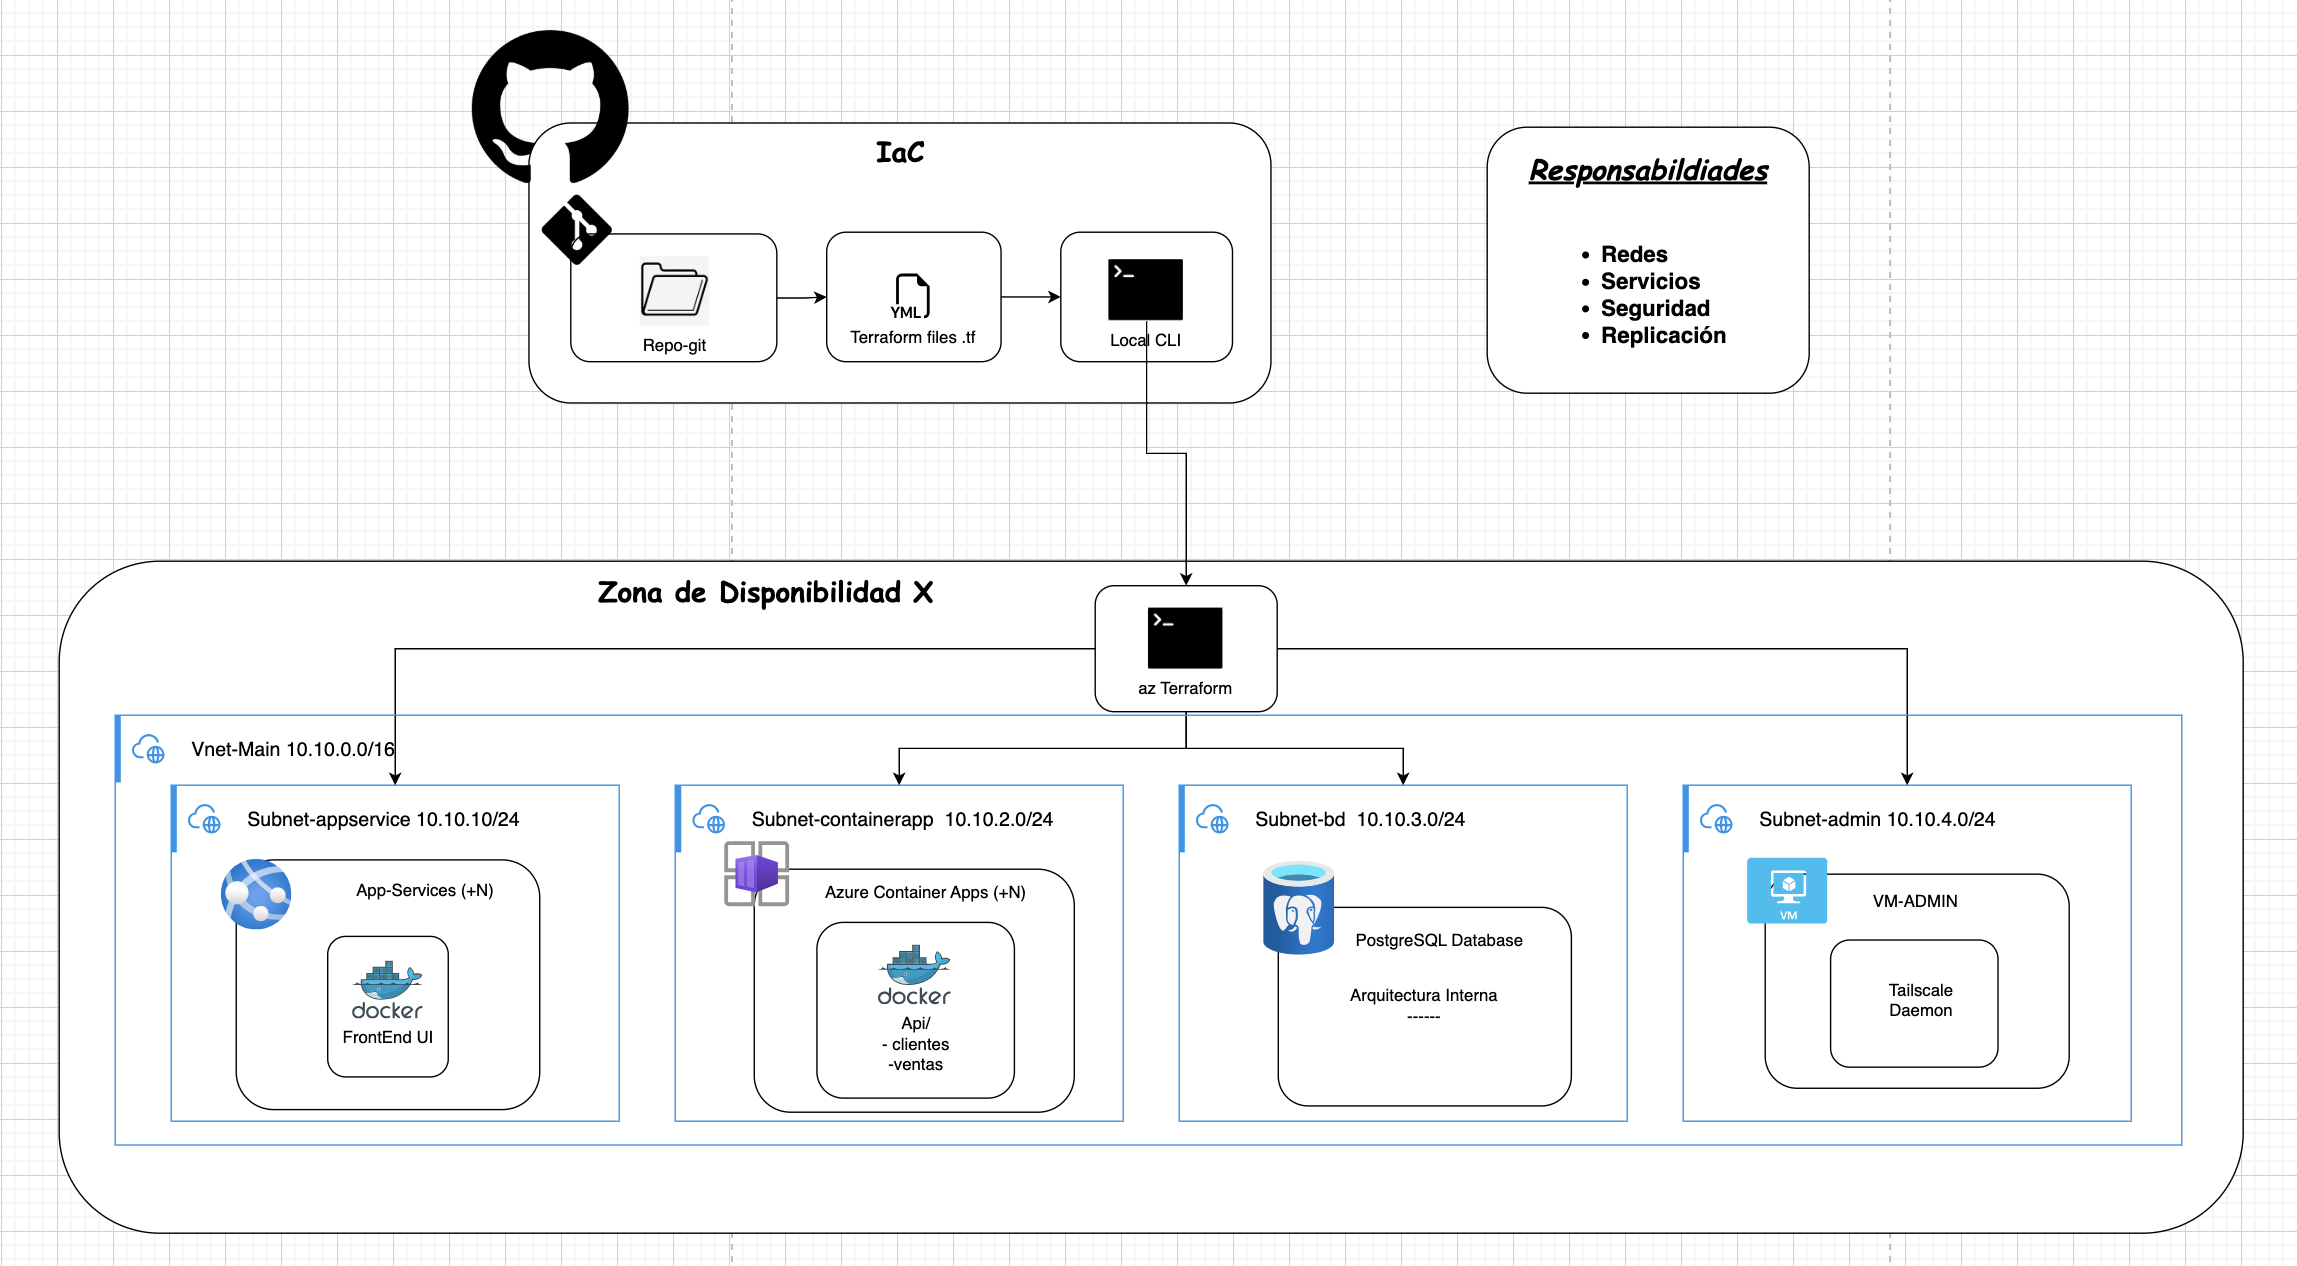 IaC
Repo-git
YML
Terraform files .tf
Local CLI
Responsabildiades
• Redes
• Servicios
• Seguridad
• Replicación
Zona de Disponibilidad X
az Terraform
Vnet-Main 10.10.0.0/16
Subnet-appservice 10.10.10/24
App-Services (+N)
docker
FrontEnd UI
Subnet-containerapp 10.10.2.0/24
Azure Container Apps (+N)
docker
Api/
- clientes
-ventas
Subnet-bd 10.10.3.0/24
PostgreSQL Database
Arquitectura Interna
------
Subnet-admin 10.10.4.0/24
VM
VM-ADMIN
Tailscale
Daemon